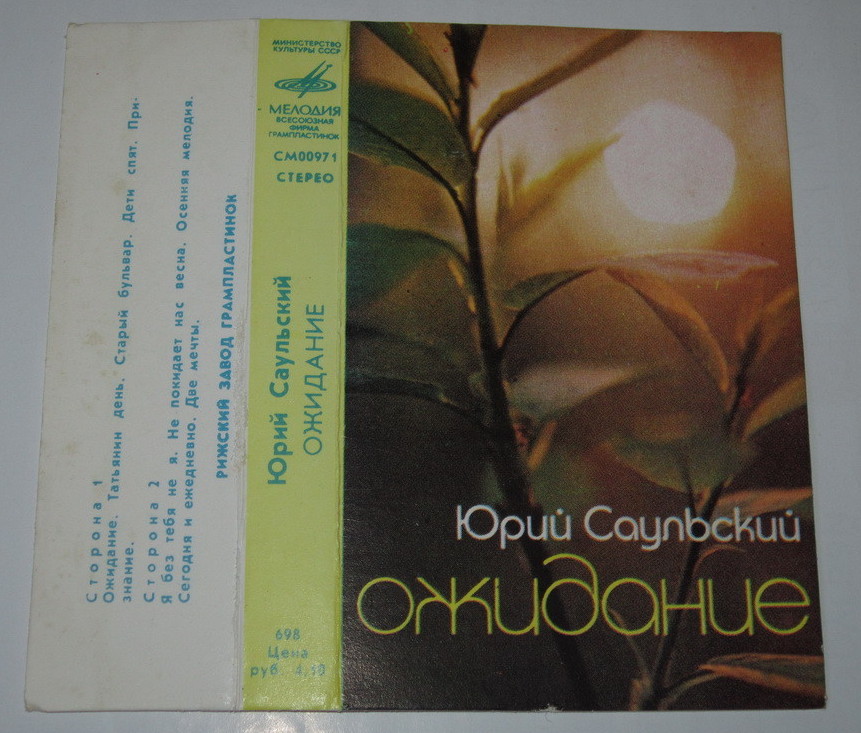 Сторона 1
Ожидание. Татьянин день. Старый бульвар. Дети спят. При-
знание.
Сторона 2
Я без тебя не я. Не покидает нас весна. Осенняя мелодия.
Сегодня и ежедневно. Две мечты.
РИЖСКИЙ ЗАВОД ГРАМПЛАСТИНОК
МИНИСТЕРСТВО
КУЛЬТУРЫ СССР
МЕЛОДИЯ
ВСЕСОЮЗНАЯ
ФИРМА
ГРАМПЛАСТИНОК
СМ00971
СТЕРЕО
Юрий Саульский
ОЖИДАНИЕ
698
Цена
руб. 4,50
Юрий Саульский
ожидание